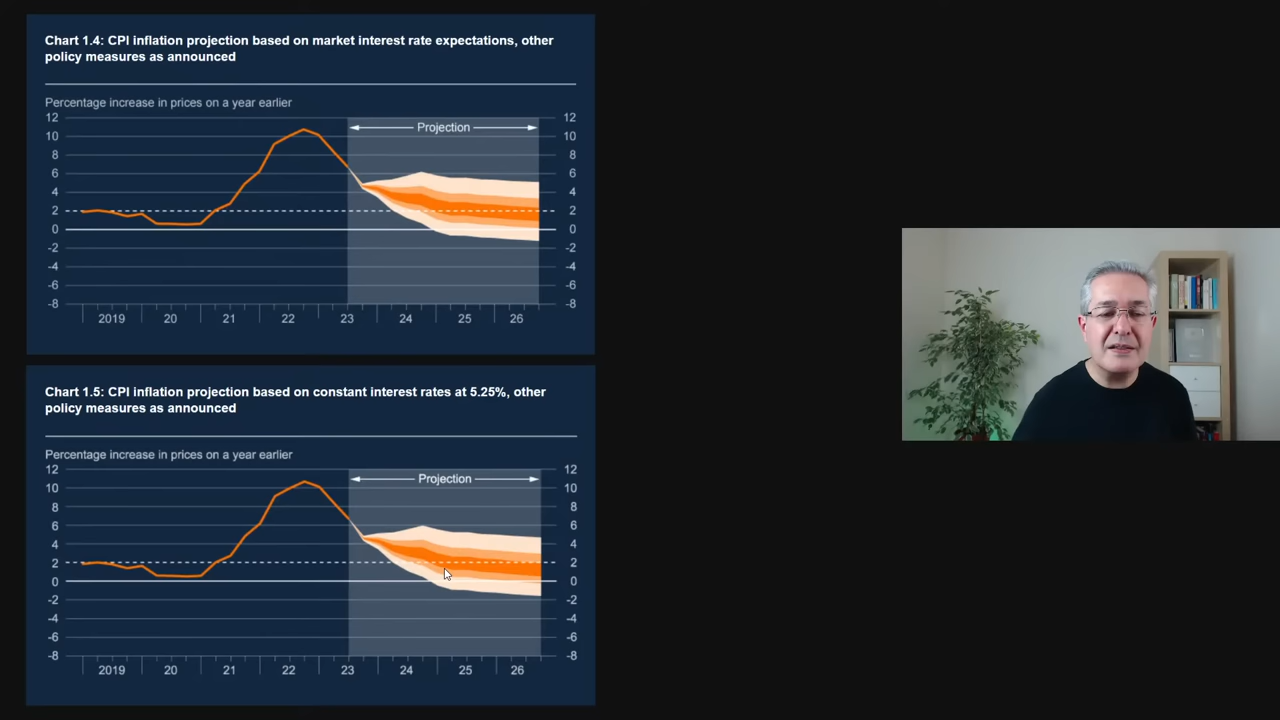 Chart 1.4: CPI inflation projection based on market interest rate expectations, other
policy measures as announced
Percentage increase in prices on a year earlier
12 12
Projection
10 10
8 8
6 6
4 4
2 2
0 0
-2 -2
-4 -4
-6 -6
-8 -8
2019 20 21 22 23 24 25 26
Chart 1.5: CPI inflation projection based on constant interest rates at 5.25%, other
policy measures as announced
Percentage increase in prices on a year earlier
12 12
Projection
10 10
8 8
6 6
4 4
2 2
0 0
-2 -2
-4 -4
-6 -6
-8 -8
2019 20 21 22 23 24 25 26